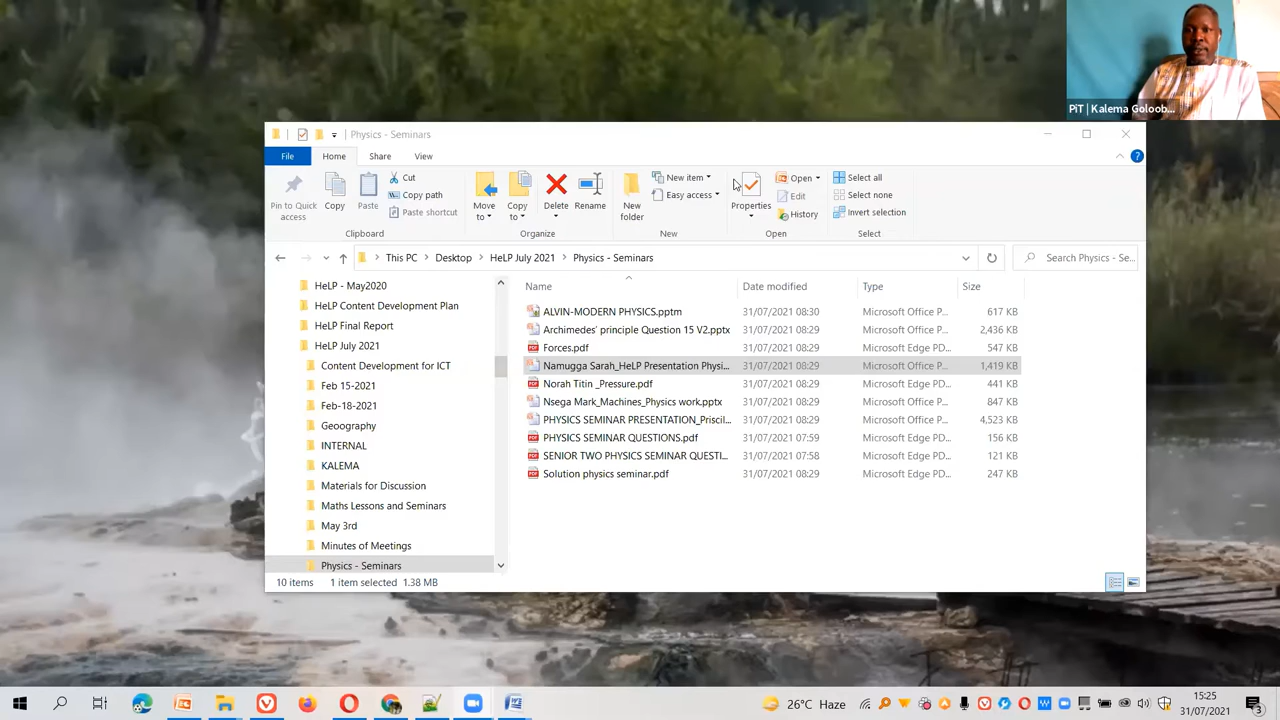 PiT | Kalema Goloob...
Physics - Seminars
File Home Share View
Pin to Quick access
Copy
Paste
Cut
Copy path
Paste shortcut
Move to
Copy to
Delete
Rename
New folder
New item
Easy access
Properties
Open
Edit
History
Select all
Select none
Invert selection
Clipboard Organize New Open Select
This PC Desktop HeLP July 2021 Physics - Seminars
Search Physics - Se...
HeLP - May2020
HeLP Content Development Plan
HeLP Final Report
HeLP July 2021
Content Development for ICT
Feb 15-2021
Feb-18-2021
Geography
INTERNAL
KALEMA
Materials for Discussion
Maths Lessons and Seminars
May 3rd
Minutes of Meetings
Physics - Seminars
Name Date modified Type Size
ALVIN-MODERN PHYSICS.pptm 31/07/2021 08:30 Microsoft Office P... 617 KB
Archimedes' principle Question 15 V2.pptx 31/07/2021 08:29 Microsoft Office P... 2,436 KB
Forces.pdf 31/07/2021 08:29 Microsoft Edge PD... 547 KB
Namugga Sarah_HeLP Presentation Physi... 31/07/2021 08:29 Microsoft Office P... 1,419 KB
Norah Titin _Pressure.pdf 31/07/2021 08:29 Microsoft Edge PD... 441 KB
Nsega Mark_Machines_Physics work.pptx 31/07/2021 08:29 Microsoft Office P... 847 KB
PHYSICS SEMINAR PRESENTATION_Priscil... 31/07/2021 08:29 Microsoft Office P... 4,523 KB
PHYSICS SEMINAR QUESTIONS.pdf 31/07/2021 07:59 Microsoft Edge PD... 156 KB
SENIOR TWO PHYSICS SEMINAR QUESTI... 31/07/2021 07:58 Microsoft Edge PD... 121 KB
Solution physics seminar.pdf 31/07/2021 08:29 Microsoft Edge PD... 247 KB
10 items 1 item selected 1.38 MB
26°C Haze
15:25
31/07/2021
3